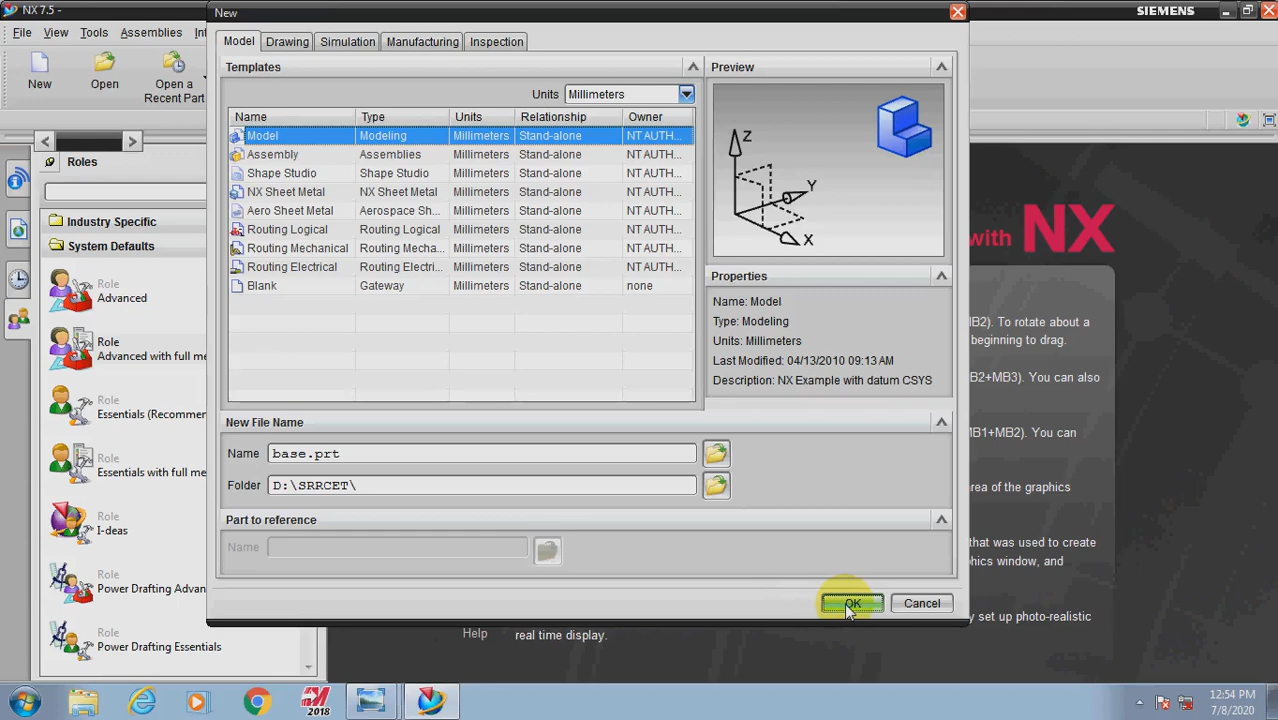 NX 7.5 -
New
SIEMENS
File View Tools Assemblies
Model Drawing Simulation Manufacturing Inspection
New
Open
Open a
Recent Part
Templates
Units Millimeters
Name Type Units Relationship Owner
Model Modeling Millimeters Stand-alone NT AUTH...
Assembly Assemblies Millimeters Stand-alone NT AUTH...
Shape Studio Shape Studio Millimeters Stand-alone NT AUTH...
NX Sheet Metal NX Sheet Metal Millimeters Stand-alone NT AUTH...
Aero Sheet Metal Aerospace Sh... Millimeters Stand-alone NT AUTH...
Routing Logical Routing Logical Millimeters Stand-alone NT AUTH...
Routing Mechanical Routing Mecha... Millimeters Stand-alone NT AUTH...
Routing Electrical Routing Electri... Millimeters Stand-alone NT AUTH...
Blank Gateway Millimeters Stand-alone none
Preview
Z
Y
X
Properties
Name: Model
Type: Modeling
Units: Millimeters
Last Modified: 04/13/2010 09:13 AM
Description: NX Example with datum CSYS
New File Name
Name base.prt
Folder D:\SRRCET\
Part to reference
Name
OK Cancel
Roles
Industry Specific
System Defaults
Role
Advanced
Role
Advanced with full me
Role
Essentials (Recommen
Role
Essentials with full me
Role
I-deas
Role
Power Drafting Advan
Role
Power Drafting Essentials
with NX
MB2). To rotate about a
beginning to drag.
MB2+MB3). You can also
MB1+MB2). You can
area of the graphics
that was used to create
phics window, and
y set up photo-realistic
Help real time display.
2018
12:54 PM
7/8/2020